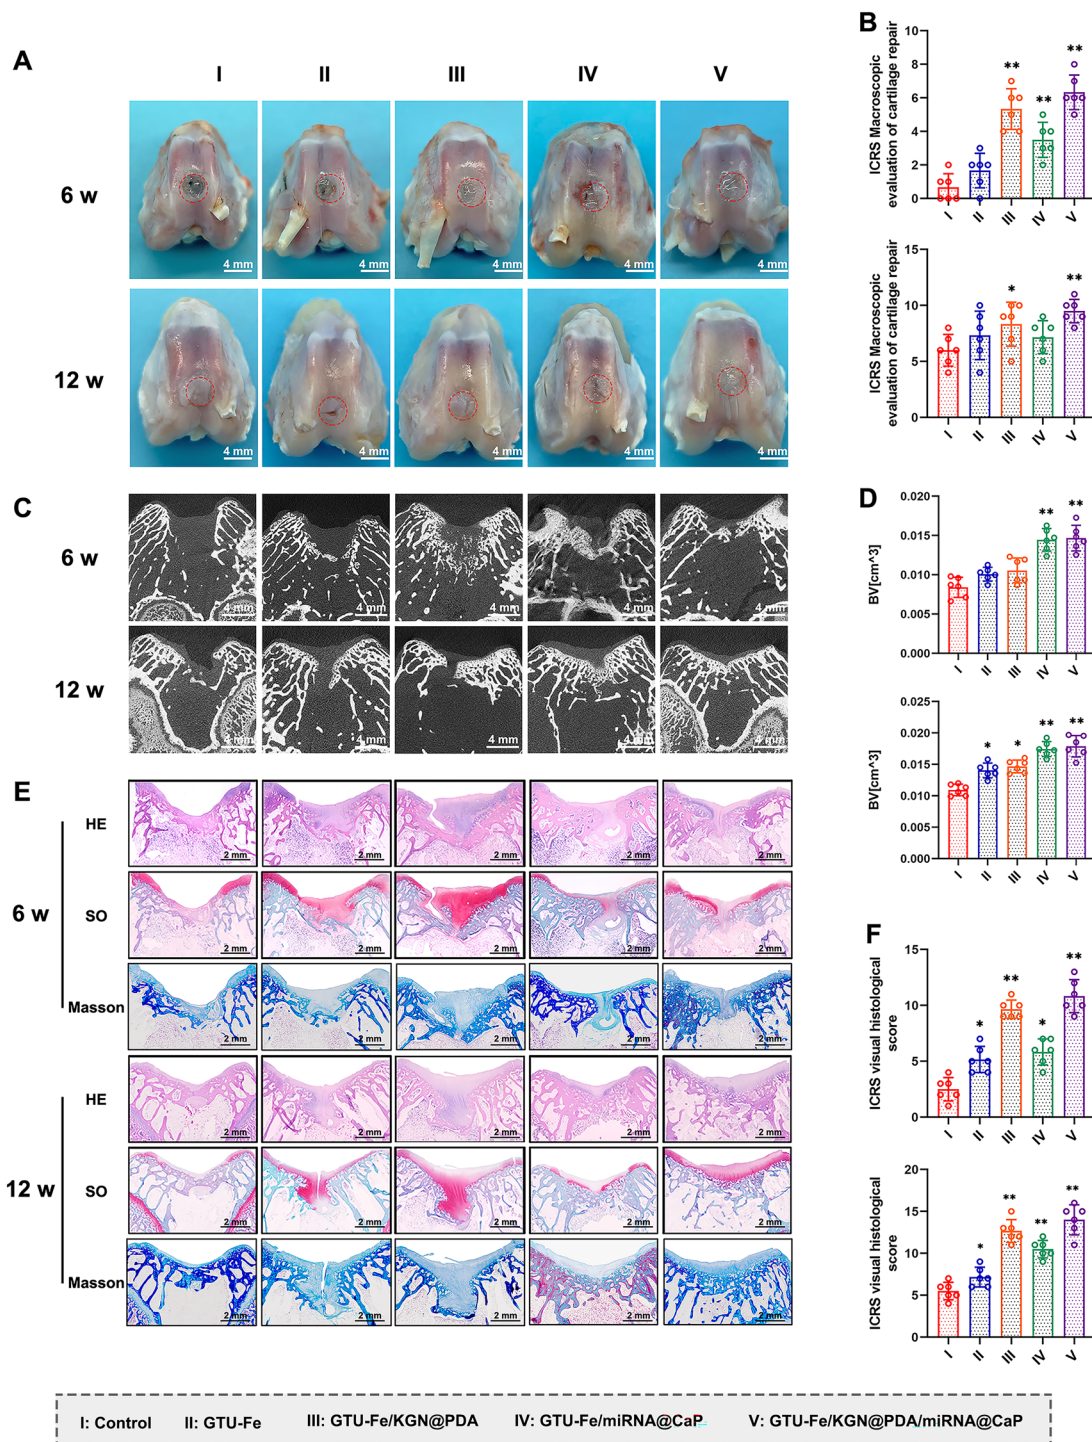 A
I II III IV V
6 w
4 mm 4 mm 4 mm 4 mm 4 mm
12 w
4 mm 4 mm 4 mm 4 mm 4 mm
B
ICRS Macroscopic
evaluation of cartilage repair
10
8
6
4
2
0
** ** **
I II III IV V
ICRS Macroscopic
evaluation of cartilage repair
15
10
5
0
* **
I II III IV V
C
6 w
4 mm 4 mm 4 mm 4 mm 4 mm
12 w
4 mm 4 mm 4 mm 4 mm 4 mm
D
BV[cm^3]
0.020
0.015
0.010
0.005
0.000
** **
I II III IV V
BV[cm^3]
0.025
0.020
0.015
0.010
0.005
0.000
* * ** **
I II III IV V
E
6 w
HE
2 mm 2 mm 2 mm 2 mm 2 mm
SO
2 mm 2 mm 2 mm 2 mm 2 mm
Masson
2 mm 2 mm 2 mm 2 mm 2 mm
12 w
HE
2 mm 2 mm 2 mm 2 mm 2 mm
SO
2 mm 2 mm 2 mm 2 mm 2 mm
Masson
2 mm 2 mm 2 mm 2 mm 2 mm
F
ICRS visual histological
score
15
10
5
0
* ** * **
I II III IV V
ICRS visual histological
score
20
15
10
5
0
* ** ** **
I II III IV V
I: Control II: GTU-Fe III: GTU-Fe/KGN@PDA IV: GTU-Fe/miRNA@CaP V: GTU-Fe/KGN@PDA/miRNA@CaP